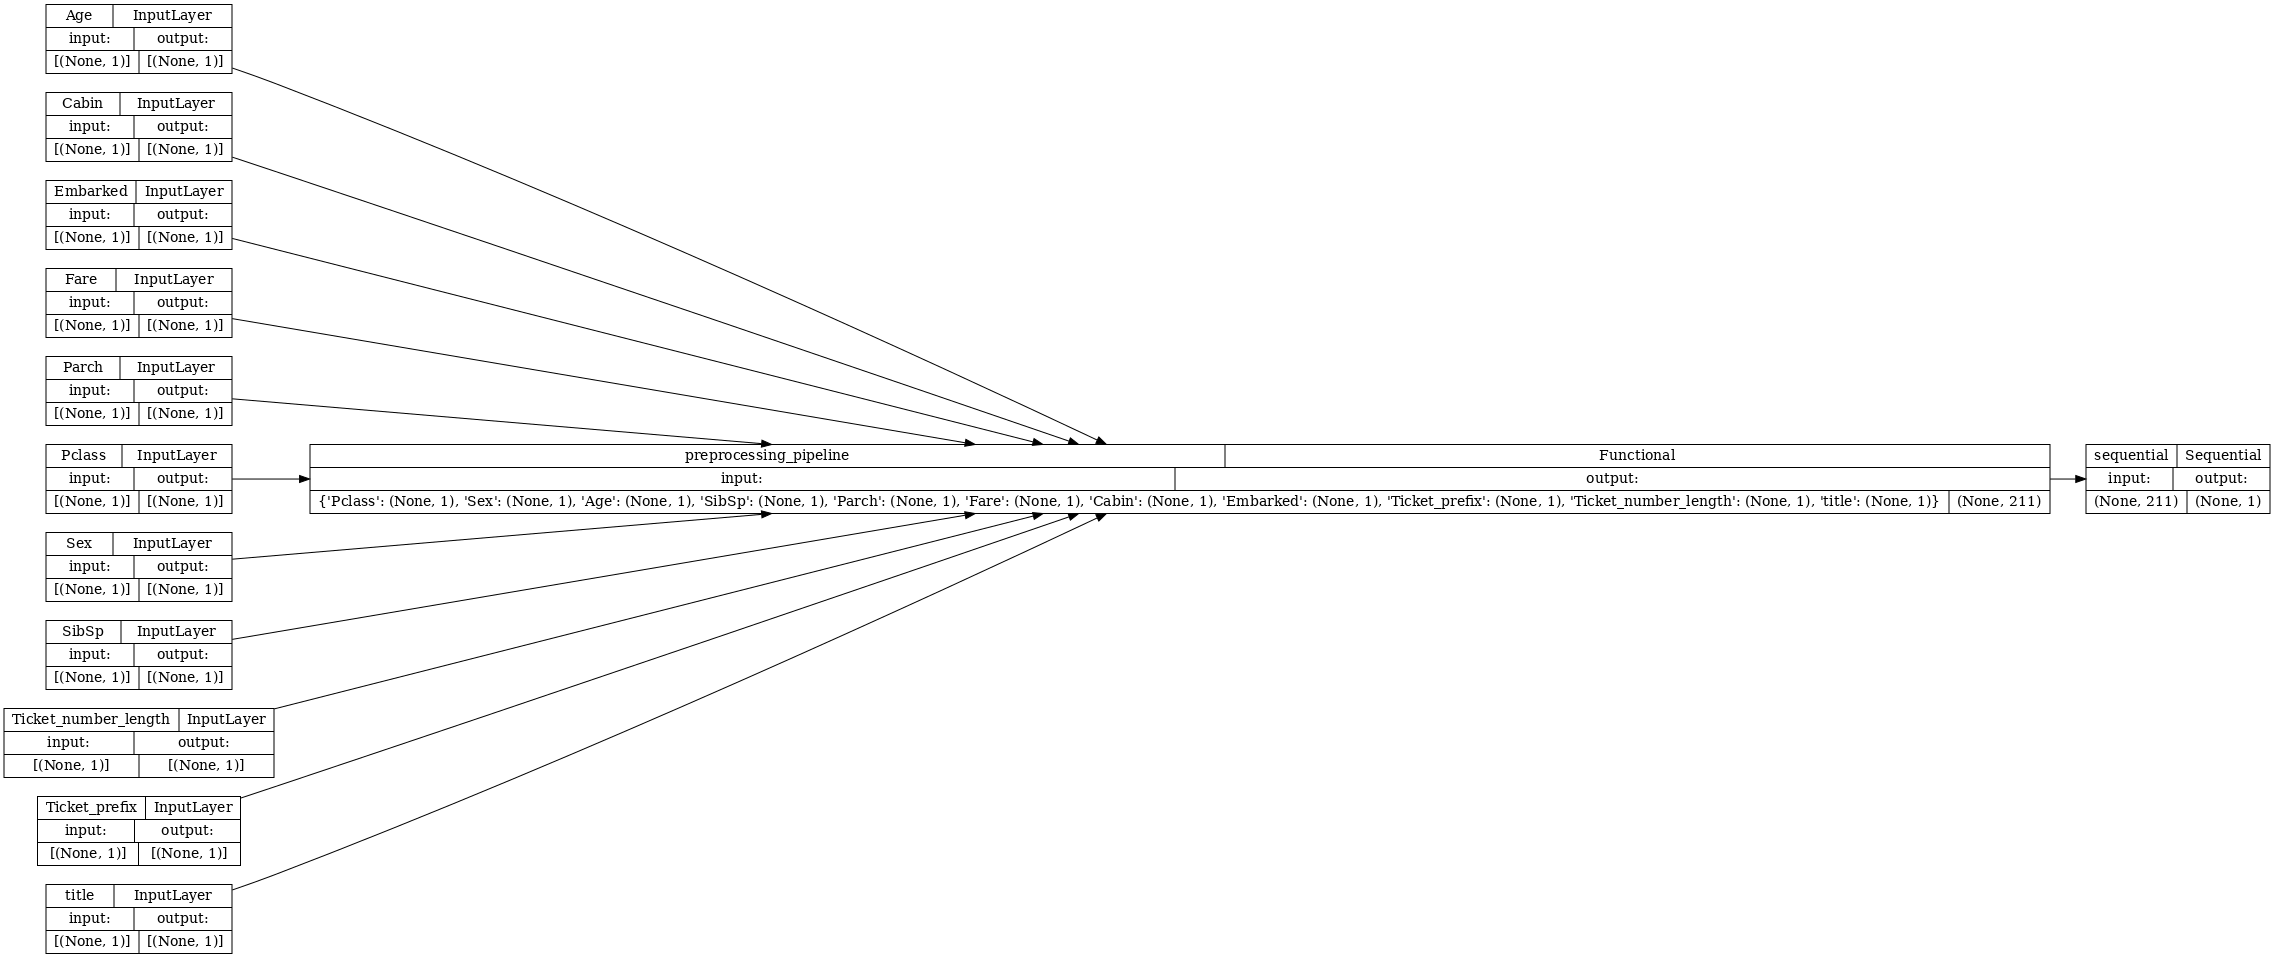 Age InputLayer
input: output:
[(None, 1)] [(None, 1)]
Cabin InputLayer
input: output:
[(None, 1)] [(None, 1)]
Embarked InputLayer
input: output:
[(None, 1)] [(None, 1)]
Fare InputLayer
input: output:
[(None, 1)] [(None, 1)]
Parch InputLayer
input: output:
[(None, 1)] [(None, 1)]
Pclass InputLayer
input: output:
[(None, 1)] [(None, 1)]
Sex InputLayer
input: output:
[(None, 1)] [(None, 1)]
SibSp InputLayer
input: output:
[(None, 1)] [(None, 1)]
Ticket_number_length InputLayer
input: output:
[(None, 1)] [(None, 1)]
Ticket_prefix InputLayer
input: output:
[(None, 1)] [(None, 1)]
title InputLayer
input: output:
[(None, 1)] [(None, 1)]
preprocessing_pipeline Functional
input: output:
{'Pclass': (None, 1), 'Sex': (None, 1), 'Age': (None, 1), 'SibSp': (None, 1), 'Parch': (None, 1), 'Fare': (None, 1), 'Cabin': (None, 1), 'Embarked': (None, 1), 'Ticket_prefix': (None, 1), 'Ticket_number_length': (None, 1), 'title': (None, 1)} (None, 211)
sequential Sequential
input: output:
(None, 211) (None, 1)